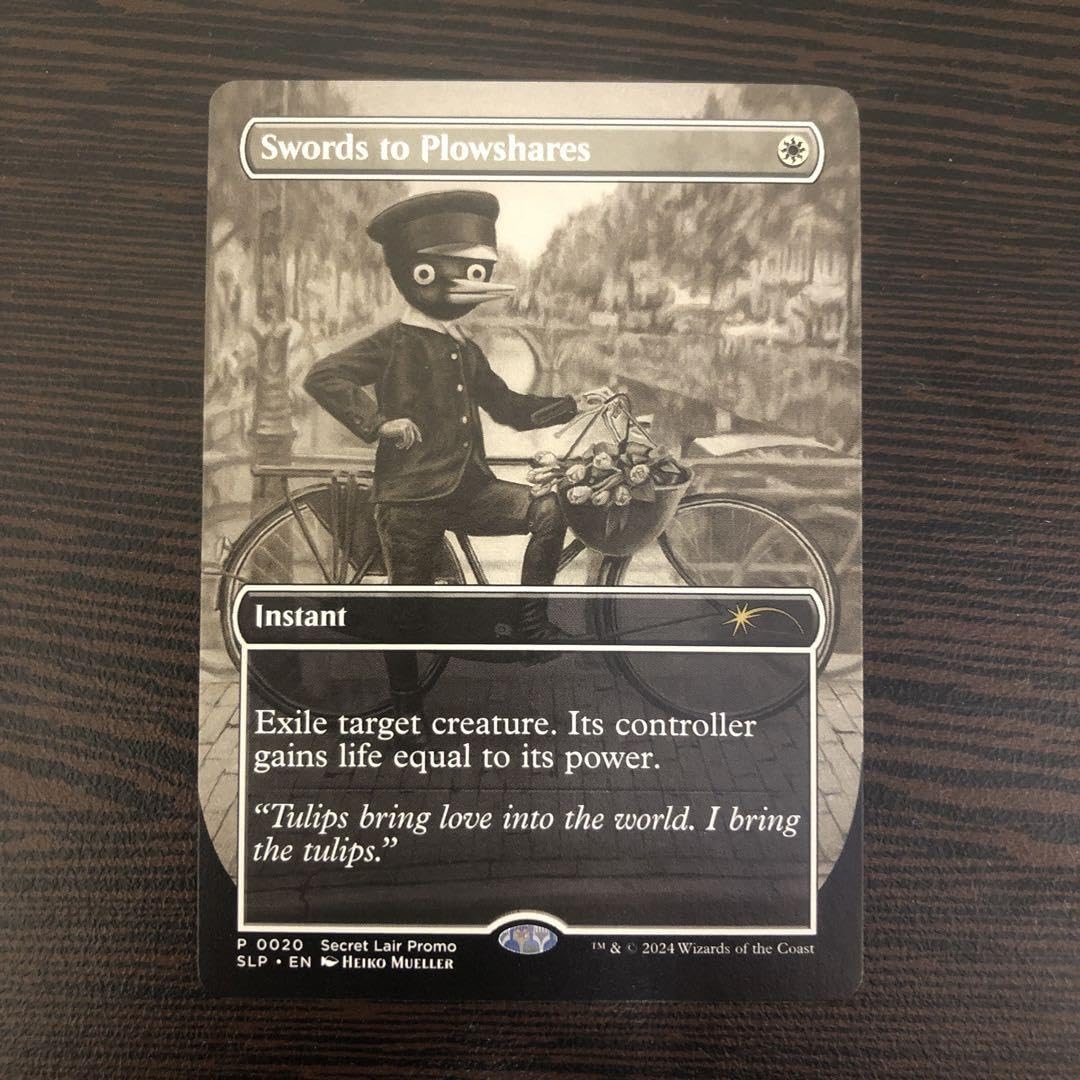 Swords to Plowshares
Instant
Exile target creature. Its controller
gains life equal to its power.
“Tulips bring love into the world. I bring
the tulips.”
P 0020 Secret Lair Promo
SLP • EN HEIKO MUELLER
™ & © 2024 Wizards of the Coast